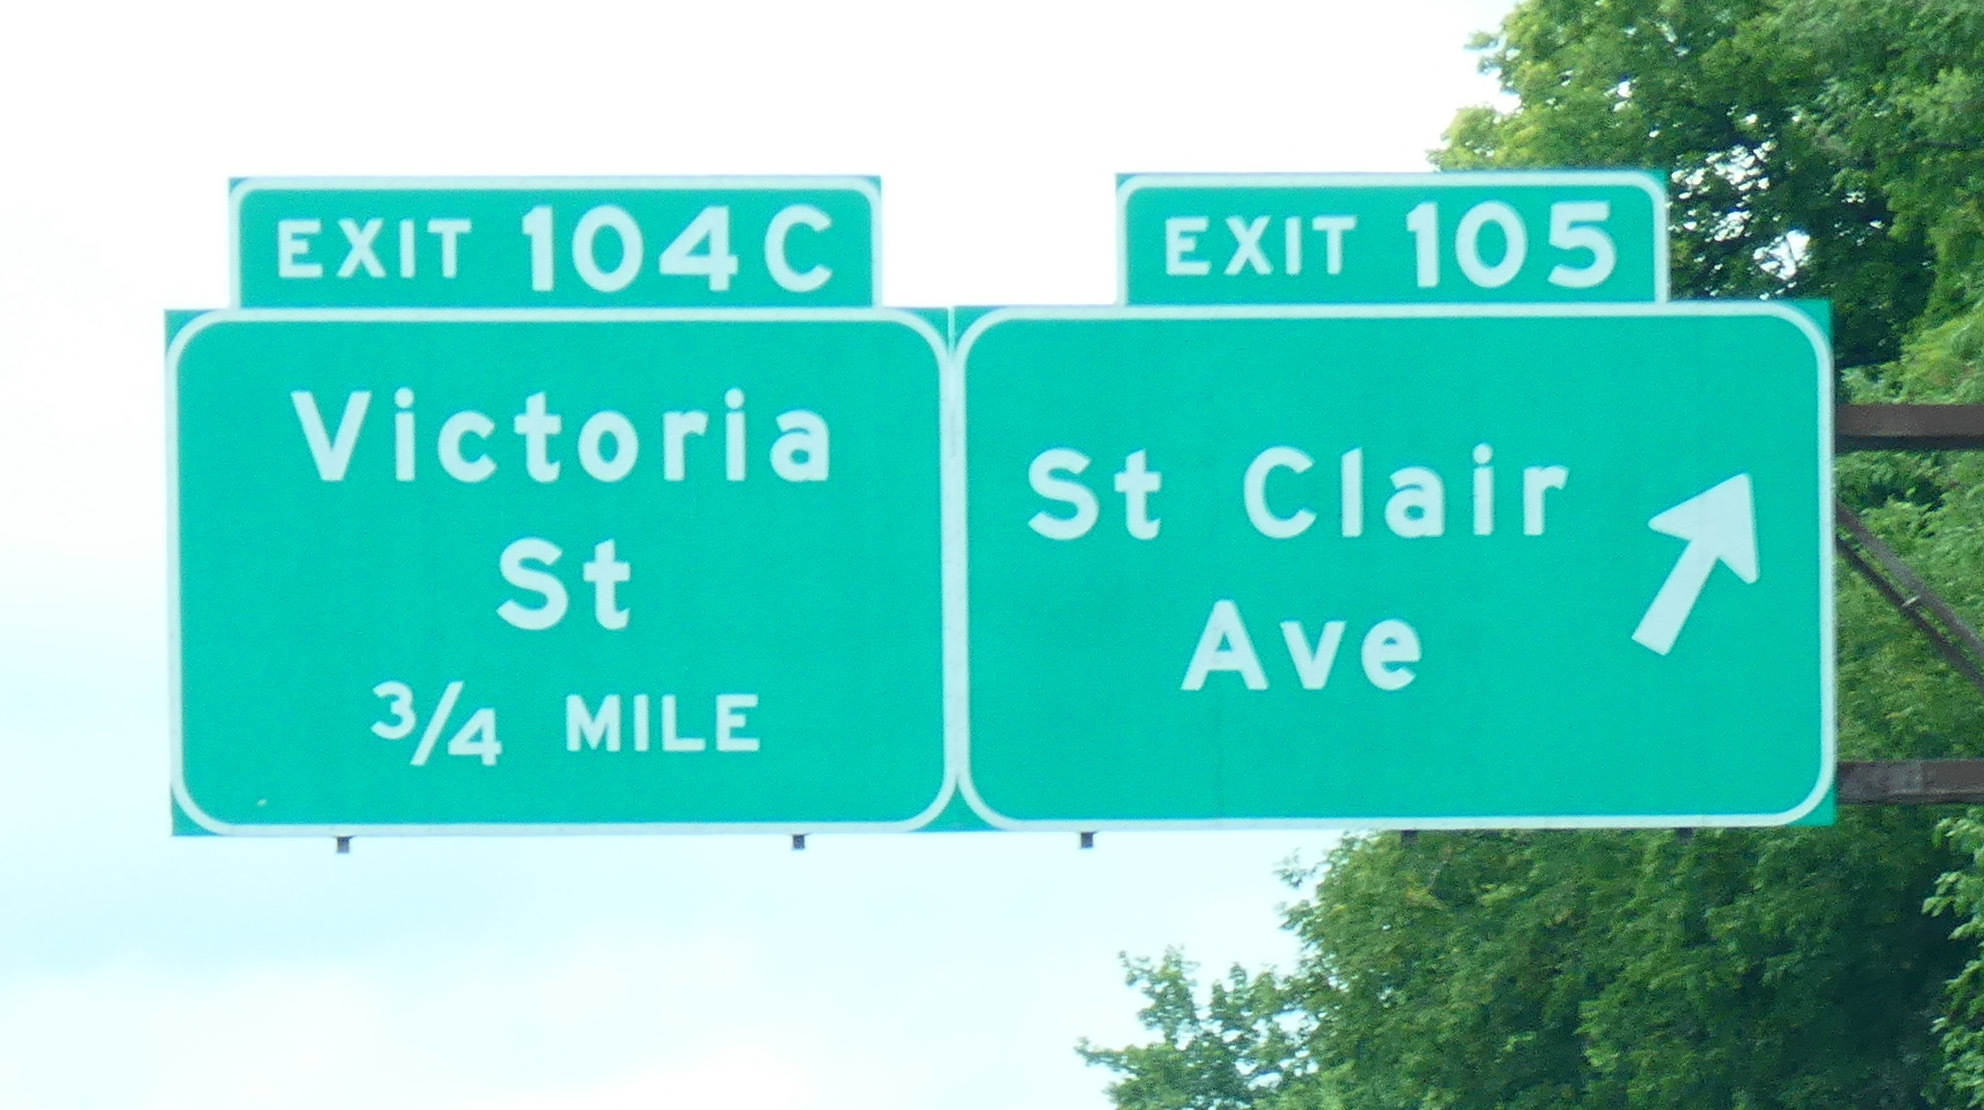 EXIT 104C
Victoria
St
3/4 MILE
EXIT 105
St Clair
Ave